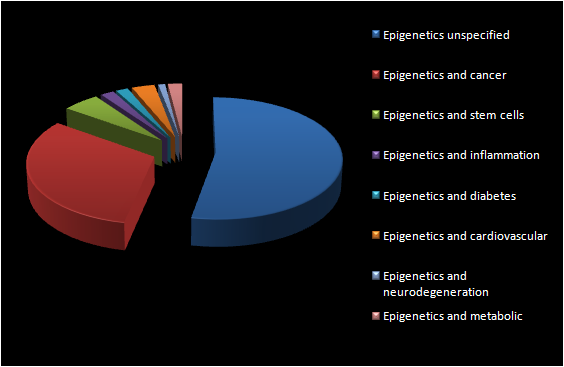 Epigenetics unspecified
Epigenetics and cancer
Epigenetics and stem cells
Epigenetics and inflammation
Epigenetics and diabetes
Epigenetics and cardiovascular
Epigenetics and
neurodegeneration
Epigenetics and metabolic